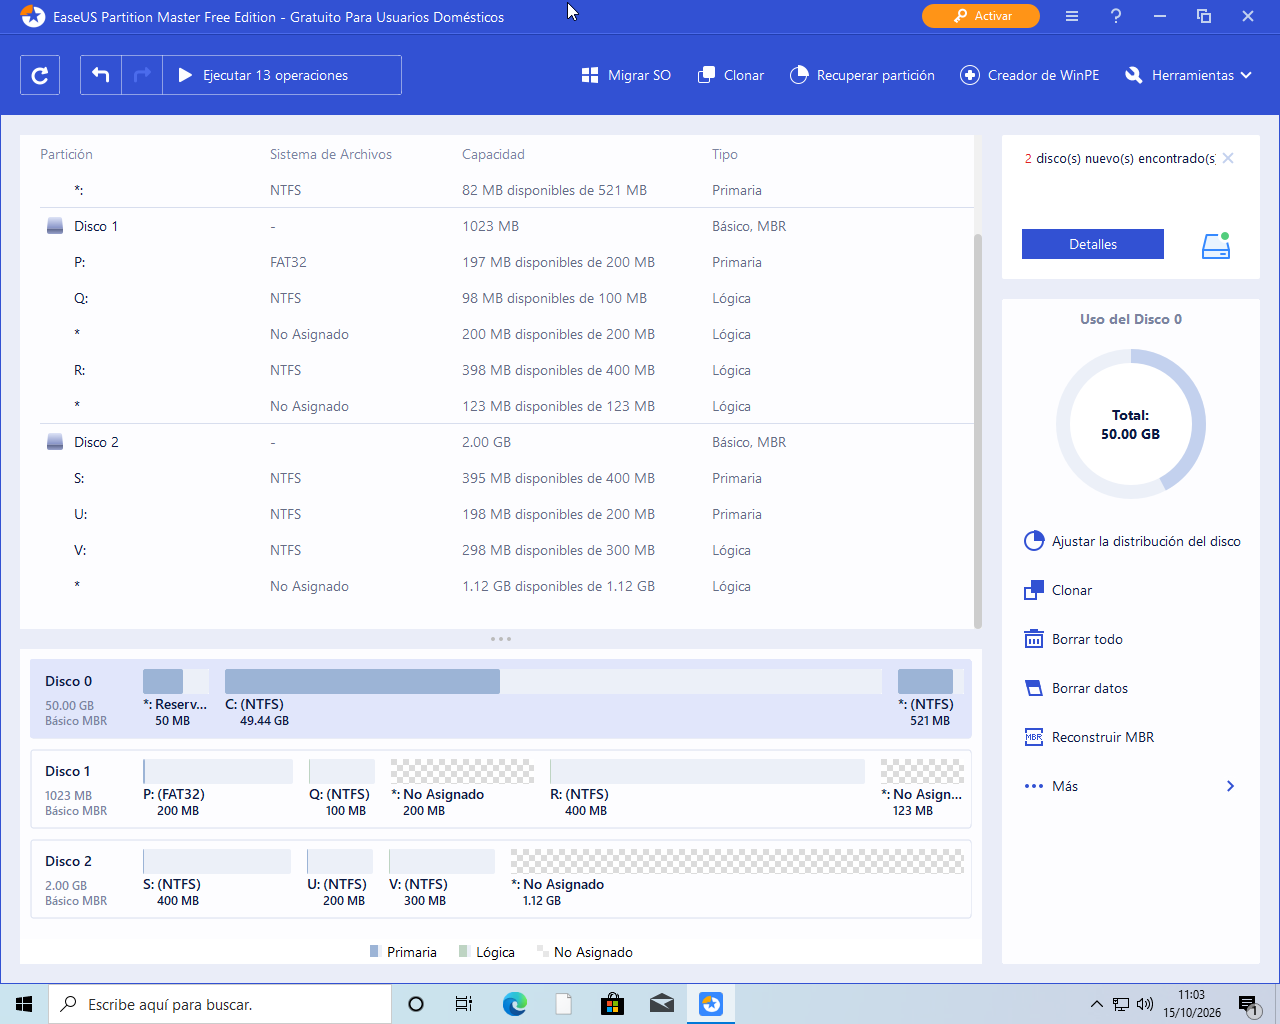 EaseUS Partition Master Free Edition - Gratuito Para Usuarios Domésticos
Activar
Ejecutar 13 operaciones
Migrar SO
Clonar
Recuperar partición
Creador de WinPE
Herramientas
Partición Sistema de Archivos Capacidad Tipo
*: NTFS 82 MB disponibles de 521 MB Primaria
Disco 1 - 1023 MB Básico, MBR
P: FAT32 197 MB disponibles de 200 MB Primaria
Q: NTFS 98 MB disponibles de 100 MB Lógica
* No Asignado 200 MB disponibles de 200 MB Lógica
R: NTFS 398 MB disponibles de 400 MB Lógica
* No Asignado 123 MB disponibles de 123 MB Lógica
Disco 2 - 2.00 GB Básico, MBR
S: NTFS 395 MB disponibles de 400 MB Primaria
U: NTFS 198 MB disponibles de 200 MB Primaria
V: NTFS 298 MB disponibles de 300 MB Lógica
* No Asignado 1.12 GB disponibles de 1.12 GB Lógica
Disco 0
50.00 GB
Básico MBR
*: Reserv...
50 MB
C: (NTFS)
49.44 GB
*: (NTFS)
521 MB
Disco 1
1023 MB
Básico MBR
P: (FAT32)
200 MB
Q: (NTFS)
100 MB
*: No Asignado
200 MB
R: (NTFS)
400 MB
*: No Asign...
123 MB
Disco 2
2.00 GB
Básico MBR
S: (NTFS)
400 MB
U: (NTFS)
200 MB
V: (NTFS)
300 MB
*: No Asignado
1.12 GB
Primaria Lógica No Asignado
2 disco(s) nuevo(s) encontrado(s
Detalles
Uso del Disco 0
Total:
50.00 GB
Ajustar la distribución del disco
Clonar
Borrar todo
Borrar datos
MBR
Reconstruir MBR
Más
Escribe aquí para buscar.
11:03
15/10/2026
1